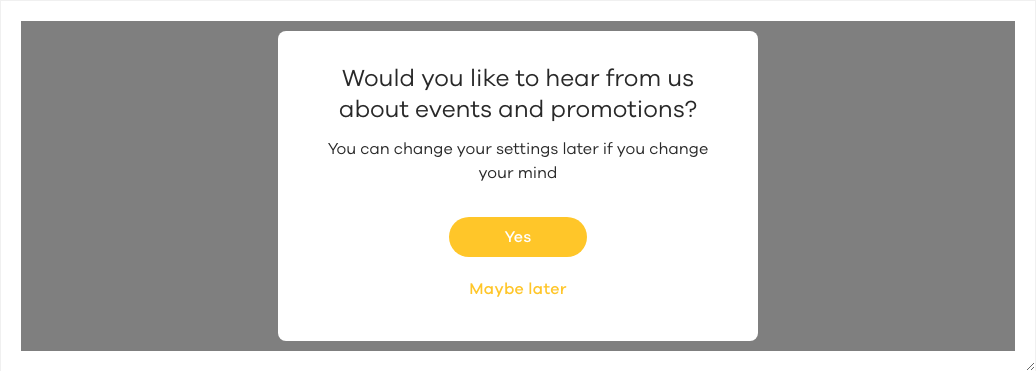 Would you like to hear from us
about events and promotions?
You can change your settings later if you change
your mind
Yes
Maybe later